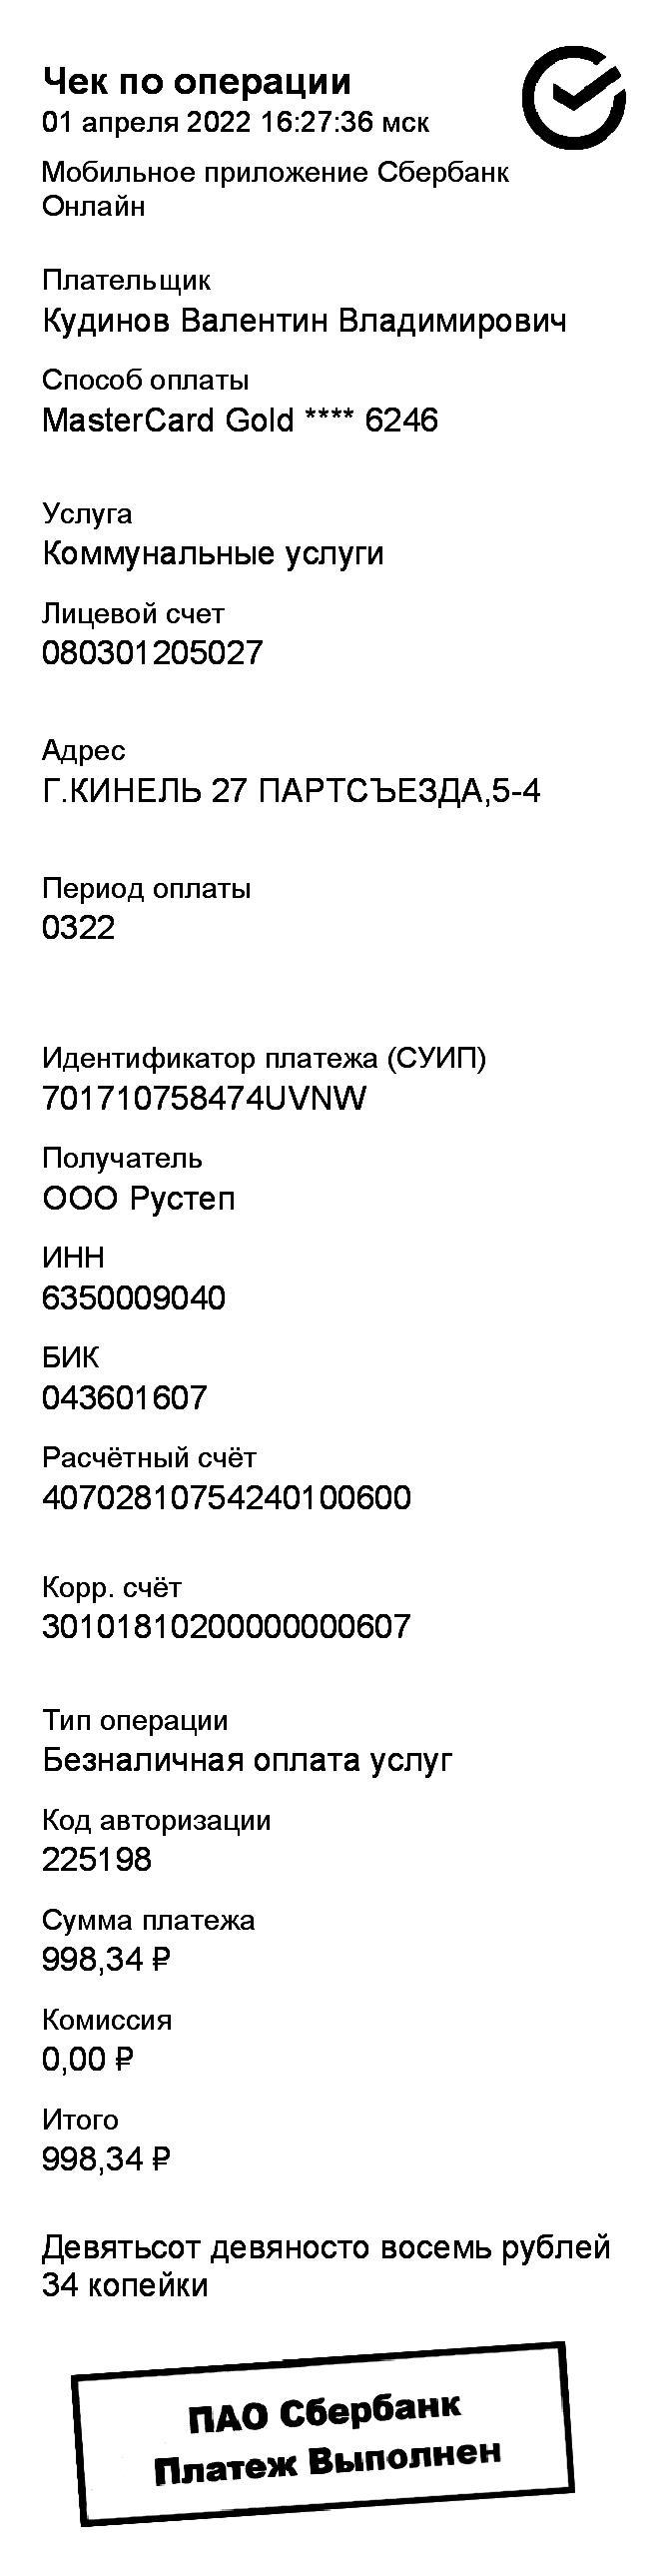 Чек по операции
01 апреля 2022 16:27:36 мск
Мобильное приложение Сбербанк
Онлайн
Плательщик
Кудинов Валентин Владимирович
Способ оплаты
MasterCard Gold **** 6246
Услуга
Коммунальные услуги
Лицевой счет
080301205027
Адрес
Г.КИНЕЛЬ 27 ПАРТСЪЕЗДА,5-4
Период оплаты
0322
Идентификатор платежа (СУИП)
701710758474UVNW
Получатель
ООО Рустеп
ИНН
6350009040
БИК
043601607
Расчётный счёт
40702810754240100600
Корр. счёт
30101810200000000607
Тип операции
Безналичная оплата услуг
Код авторизации
225198
Сумма платежа
998,34 ₽
Комиссия
0,00 ₽
Итого
998,34 ₽
Девятьсот девяносто восемь рублей
34 копейки
ПАО Сбербанк
Платеж Выполнен